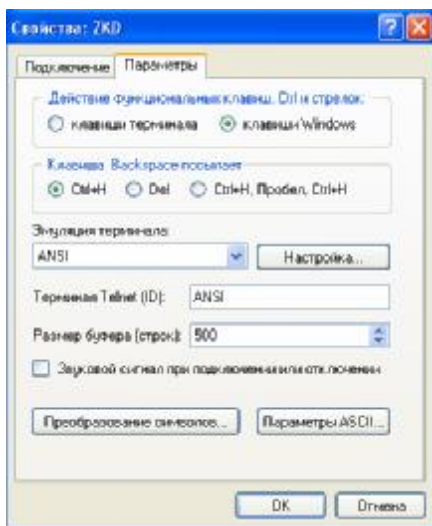 Свойства: ZKD
Подключение Параметры
Действие функциональных клавиш, Ctrl и стрелок:
клавиши терминала клавиши Windows
Клавиша Backspace посылает
Ctrl+H Del Ctrl+H, Пробел, Ctrl+H
Эмуляция терминала:
ANSI Настройка...
Терминал Telnet (ID): ANSI
Размер буфера (строк): 500
Звуковой сигнал при подключении или отключении
Преобразование символов... Параметры ASCII...
OK Отмена